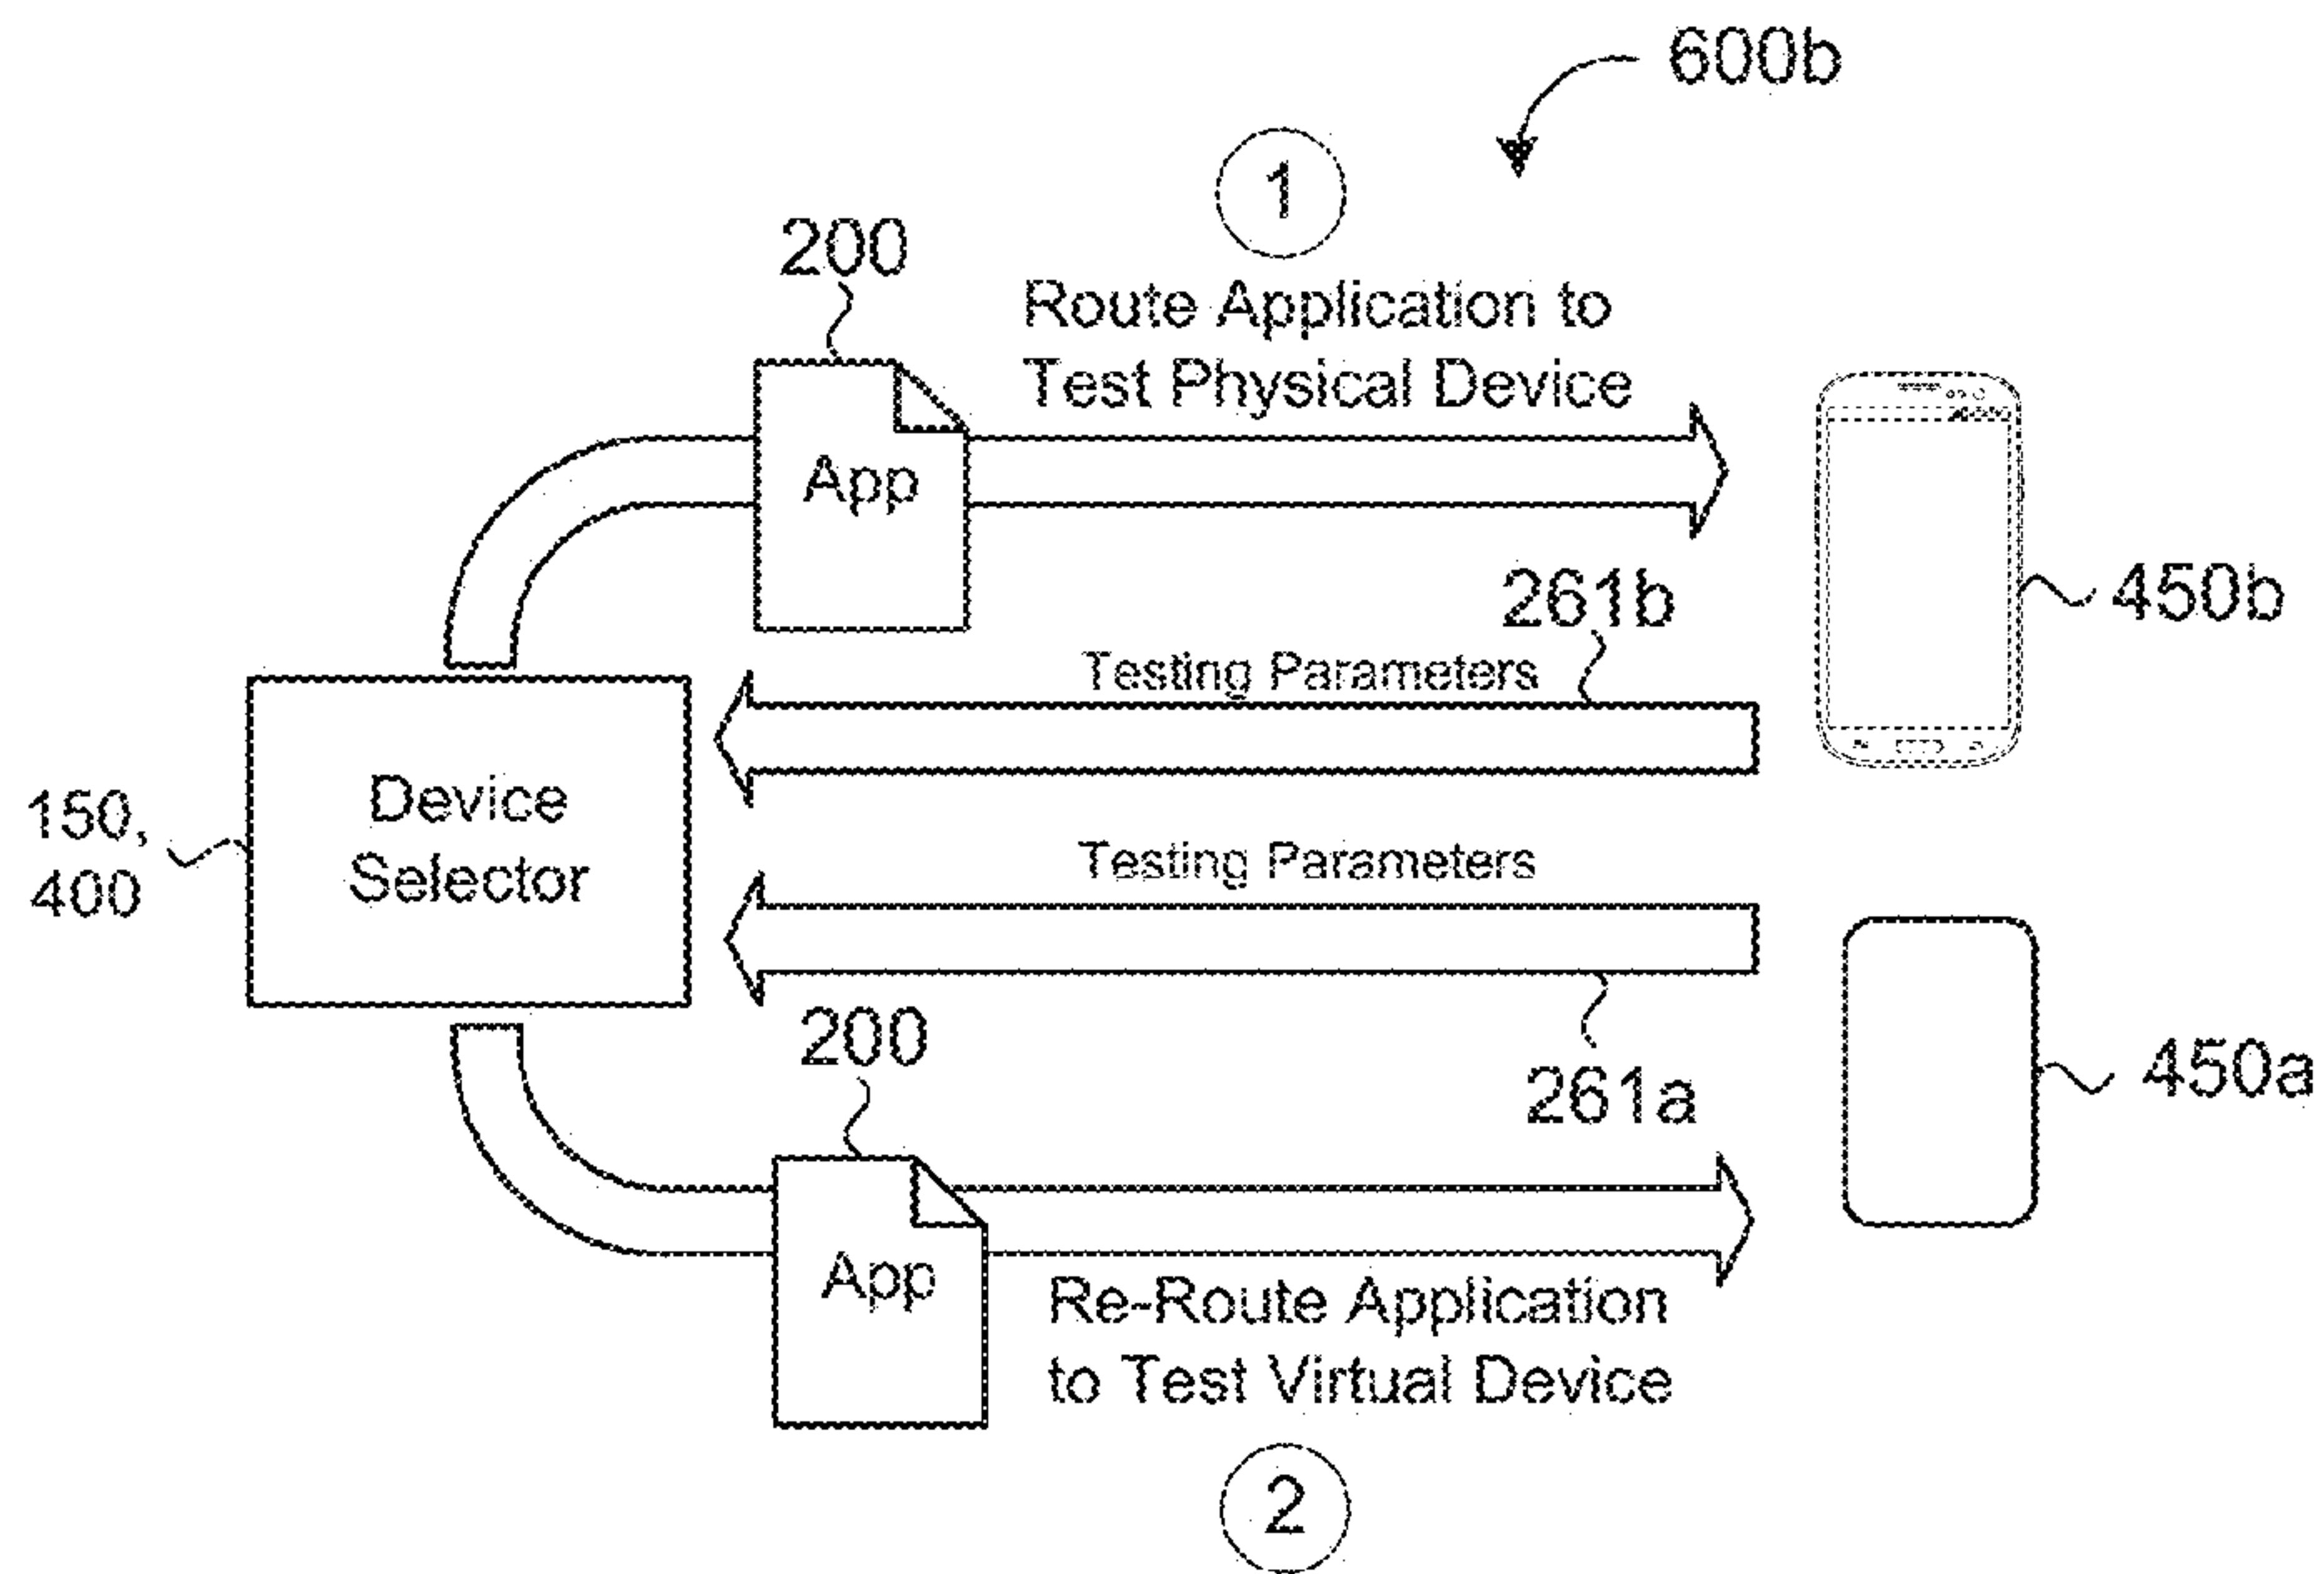 600b
1
200
Route Application to
Test Physical Device
App
261b
450b
Testing Parameters
Device
Selector
150,
400
Testing Parameters
200
261a
450a
App
Re-Route Application
to Test Virtual Device
2